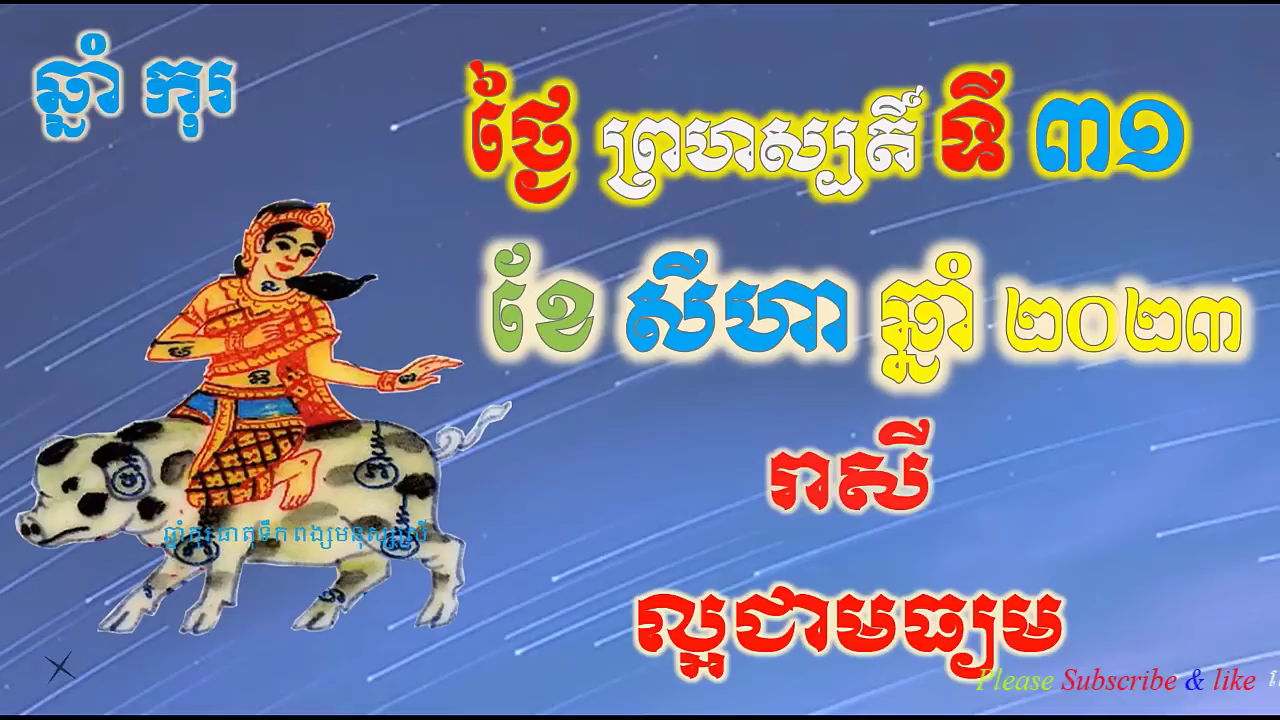 ឆ្នាំ កុរ
ថ្ងៃ ព្រហស្បតិ៍ ទី ៣១
ខែ សីហា ឆ្នាំ ២០២៣
រាសី
ឆ្នាំកុរ ធាតុទឹក ពង្សមនុស្សស្រី
ល្អជាមធ្យម
Please Subscribe & like